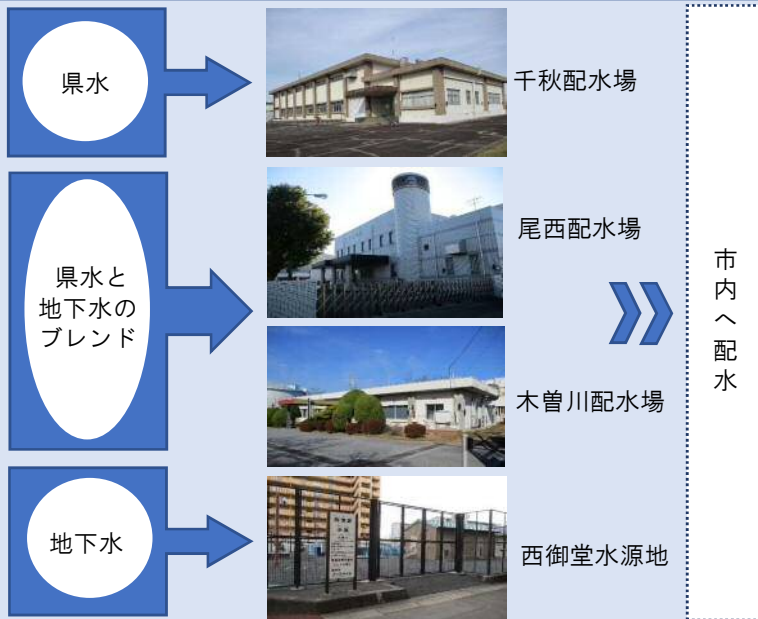 県水
千秋配水場
県水と
地下水の
ブレンド
尾西配水場
木曽川配水場
地下水
西御堂水源地
市内へ配水